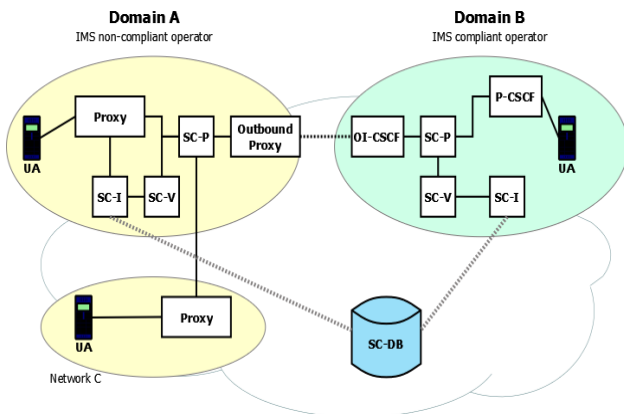 Domain A
IMS non-compliant operator
Domain B
IMS compliant operator
Proxy
UA
SC-I
SC-V
SC-P
Outbound
Proxy
OI-CSCF
SC-P
P-CSCF
UA
SC-V
SC-I
UA
Proxy
Network C
SC-DB